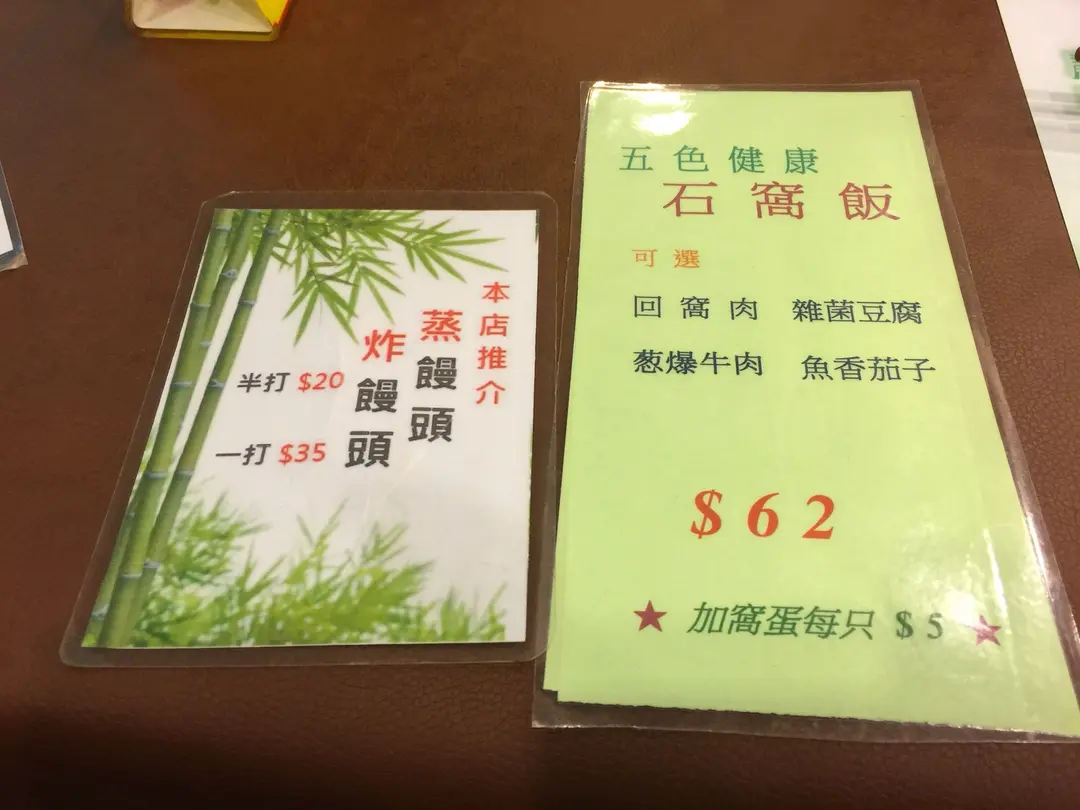 本店推介
蒸饅頭
炸饅頭
半打 $20
一打 $35
五色健康
石窩飯
可選
回窩肉 雜菌豆腐
葱爆牛肉 魚香茄子
$62
★ 加窩蛋每只 $5 ★